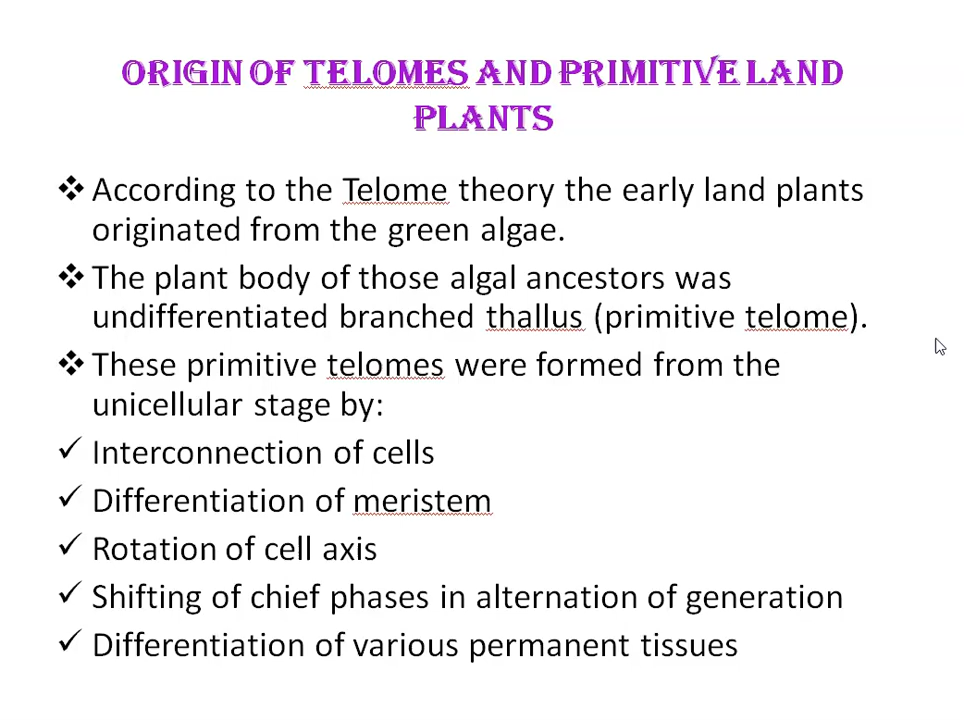 ORIGIN OF TELOMES AND PRIMITIVE LAND
PLANTS
❖ According to the Telome theory the early land plants
originated from the green algae.
❖ The plant body of those algal ancestors was
undifferentiated branched thallus (primitive telome).
❖ These primitive telomes were formed from the
unicellular stage by:
✓ Interconnection of cells
✓ Differentiation of meristem
✓ Rotation of cell axis
✓ Shifting of chief phases in alternation of generation
✓ Differentiation of various permanent tissues